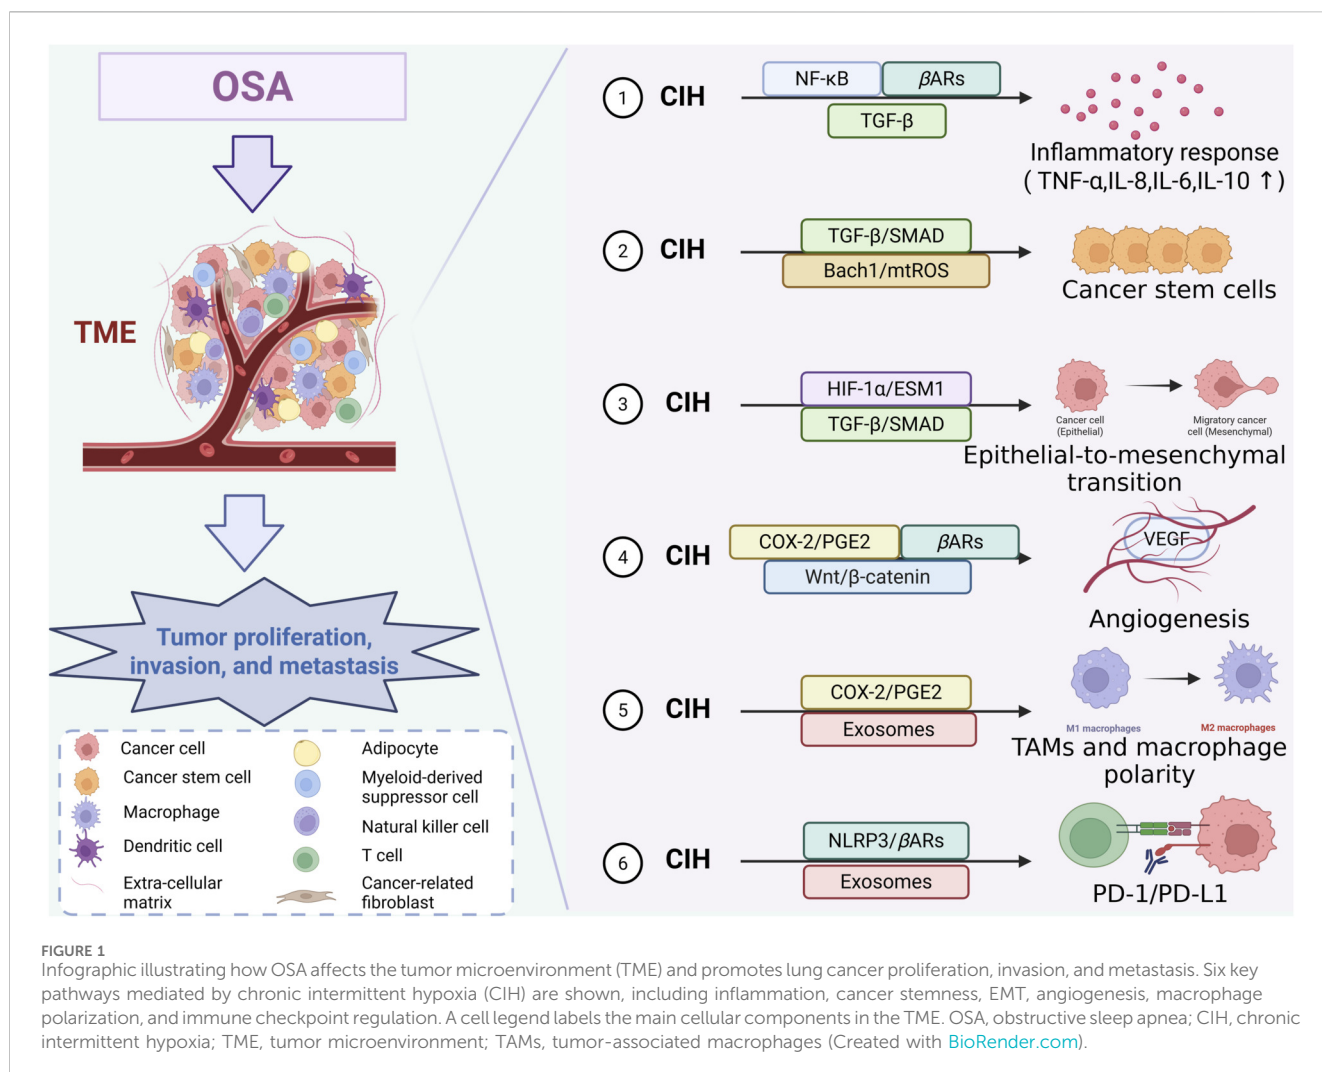 OSA
TME
Tumor proliferation,
invasion, and metastasis
Cancer cell
Cancer stem cell
Macrophage
Dendritic cell
Extra-cellular
matrix
Adipocyte
Myeloid-derived
suppressor cell
Natural killer cell
T cell
Cancer-related
fibroblast
1 CIH
NF-κB βARs
TGF-β
Inflammatory response
( TNF-α,IL-8,IL-6,IL-10 ↑ )
2 CIH
TGF-β/SMAD
Bach1/mtROS
Cancer stem cells
3 CIH
HIF-1α/ESM1
TGF-β/SMAD
Cancer cell
(Epithelial)
Migratory cancer
cell (Mesenchymal)
Epithelial-to-mesenchymal
transition
4 CIH
COX-2/PGE2 βARs
Wnt/β-catenin
VEGF
Angiogenesis
5 CIH
COX-2/PGE2
Exosomes
M1 macrophages
M2 macrophages
TAMs and macrophage
polarity
6 CIH
NLRP3/βARs
Exosomes
PD-1/PD-L1
FIGURE 1
Infographic illustrating how OSA affects the tumor microenvironment (TME) and promotes lung cancer proliferation, invasion, and metastasis. Six key
pathways mediated by chronic intermittent hypoxia (CIH) are shown, including inflammation, cancer stemness, EMT, angiogenesis, macrophage
polarization, and immune checkpoint regulation. A cell legend labels the main cellular components in the TME. OSA, obstructive sleep apnea; CIH, chronic
intermittent hypoxia; TME, tumor microenvironment; TAMs, tumor-associated macrophages (Created with BioRender.com).